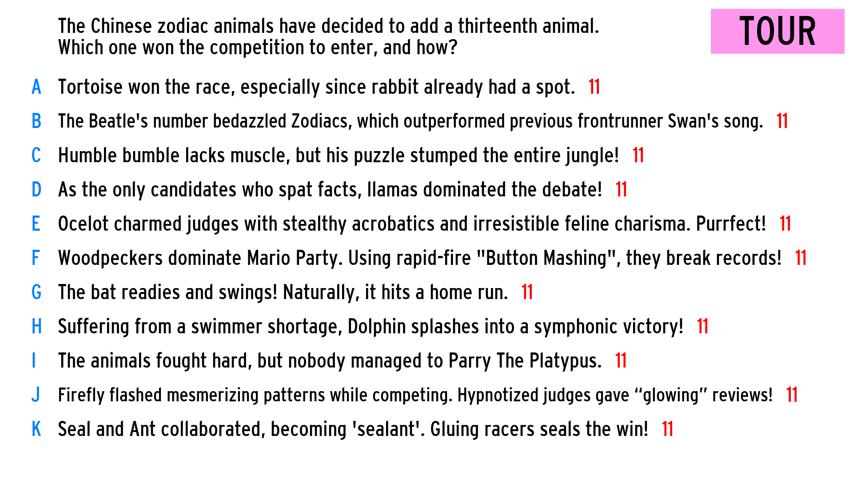 The Chinese zodiac animals have decided to add a thirteenth animal.
Which one won the competition to enter, and how?
TOUR
A Tortoise won the race, especially since rabbit already had a spot. 11
B The Beatle's number bedazzled Zodiacs, which outperformed previous frontrunner Swan's song. 11
C Humble bumble lacks muscle, but his puzzle stumped the entire jungle! 11
D As the only candidates who spat facts, llamas dominated the debate! 11
E Ocelot charmed judges with stealthy acrobatics and irresistible feline charisma. Purrfect! 11
F Woodpeckers dominate Mario Party. Using rapid-fire "Button Mashing", they break records! 11
G The bat readies and swings! Naturally, it hits a home run. 11
H Suffering from a swimmer shortage, Dolphin splashes into a symphonic victory! 11
I The animals fought hard, but nobody managed to Parry The Platypus. 11
J Firefly flashed mesmerizing patterns while competing. Hypnotized judges gave “glowing” reviews! 11
K Seal and Ant collaborated, becoming 'sealant'. Gluing racers seals the win! 11